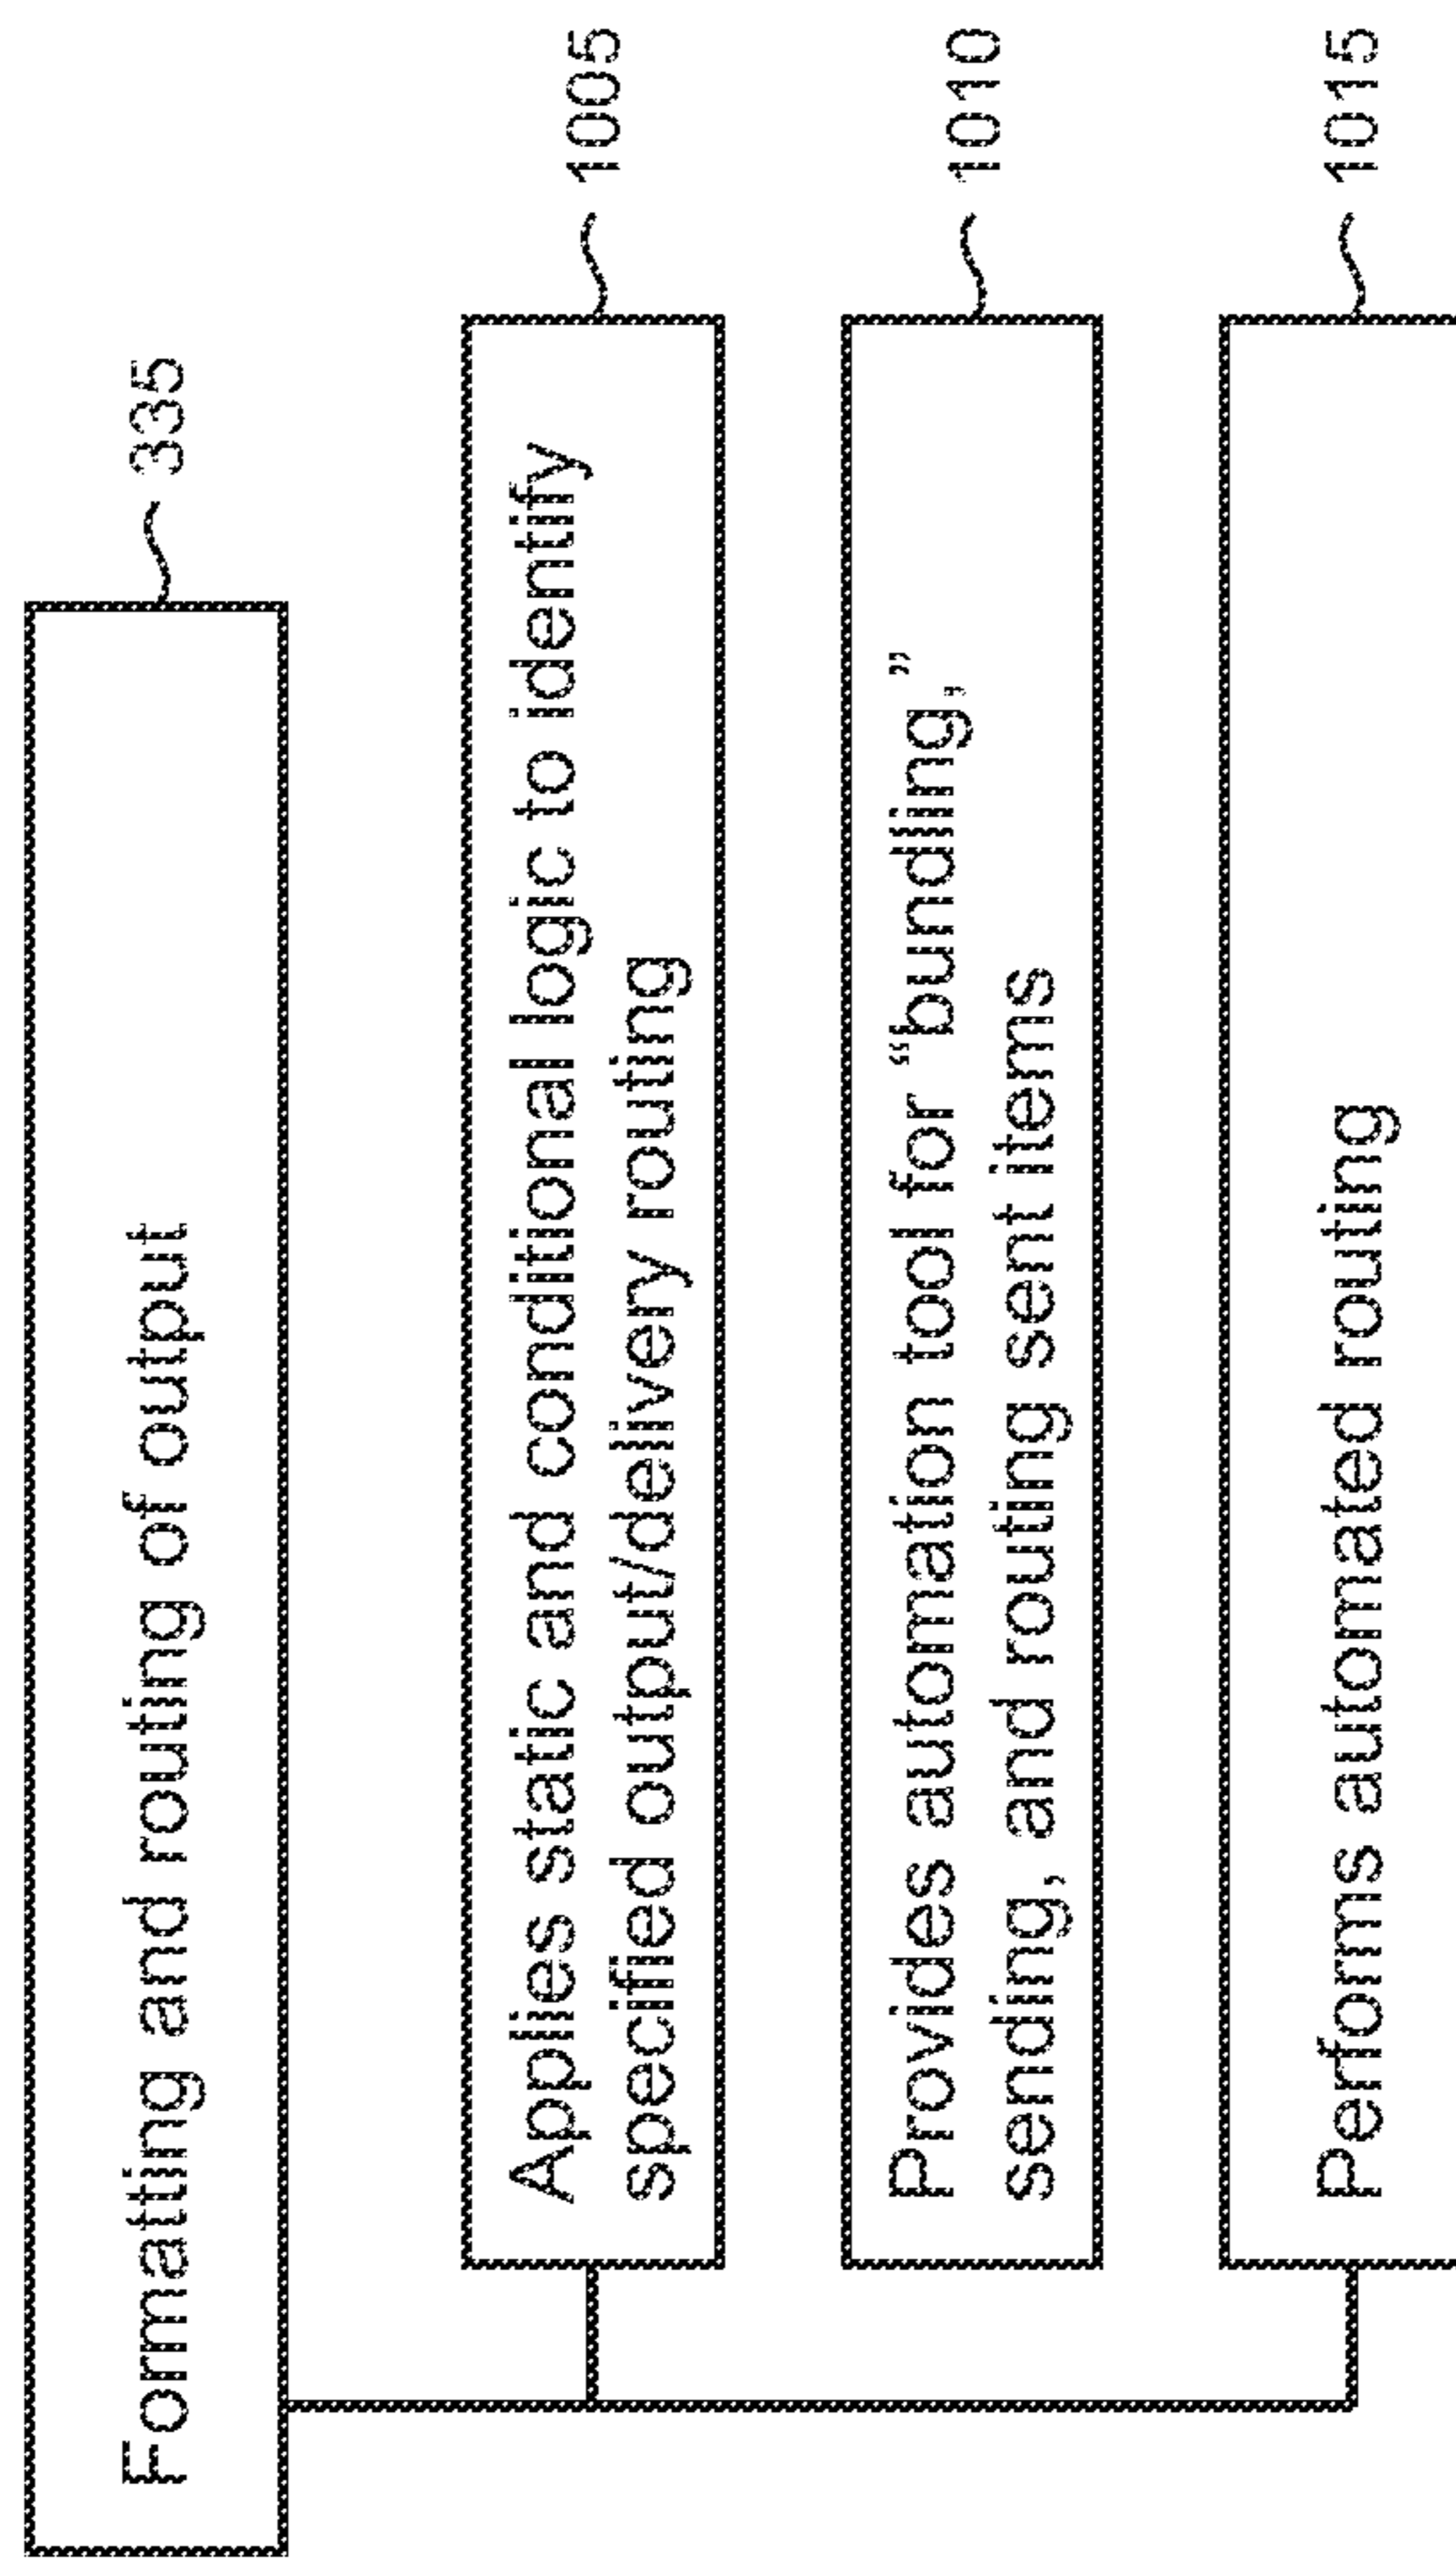 Formatting and routing of output
335
Applies static and conditional logic to identify
specified output/delivery routing
1005
Provides automation tool for “bundling,”
sending, and routing sent items
1010
Performs automated routing
1015